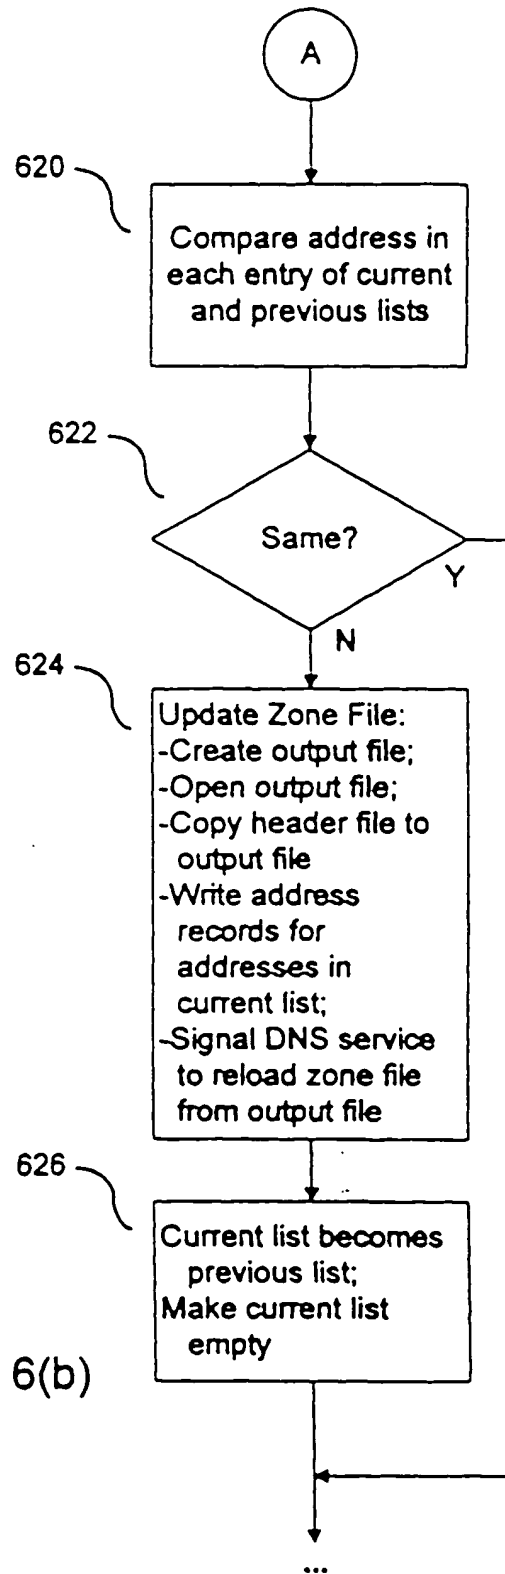 A
620
Compare address in
each entry of current
and previous lists
622
Same?
Y
N
624
Update Zone File:
-Create output file;
-Open output file;
-Copy header file to
output file
-Write address
records for
addresses in
current list;
-Signal DNS service
to reload zone file
from output file
626
Current list becomes
previous list;
Make current list
empty
6(b)
...